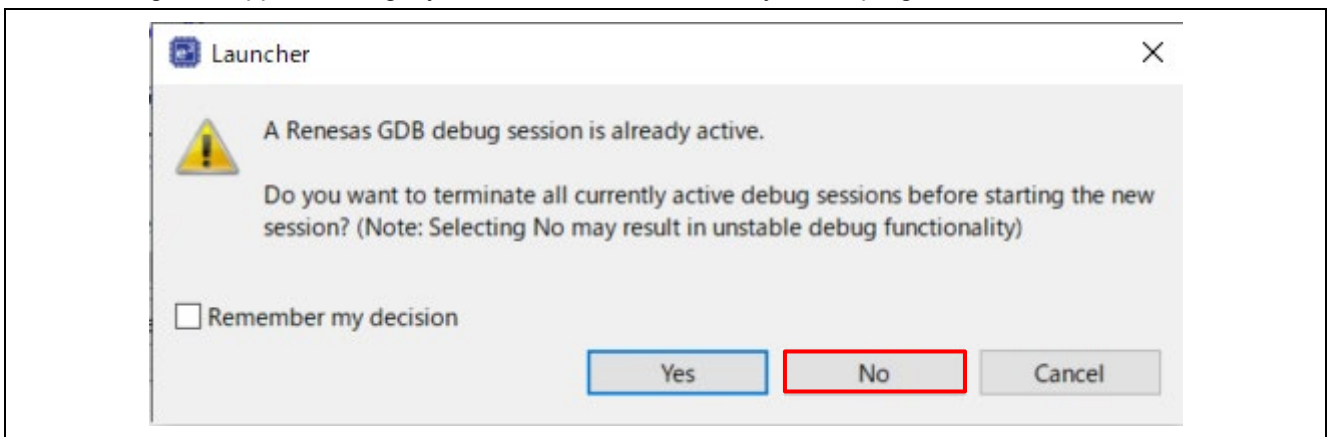 Launcher
A Renesas GDB debug session is already active.
Do you want to terminate all currently active debug sessions before starting the new
session? (Note: Selecting No may result in unstable debug functionality)
Remember my decision
Yes No Cancel